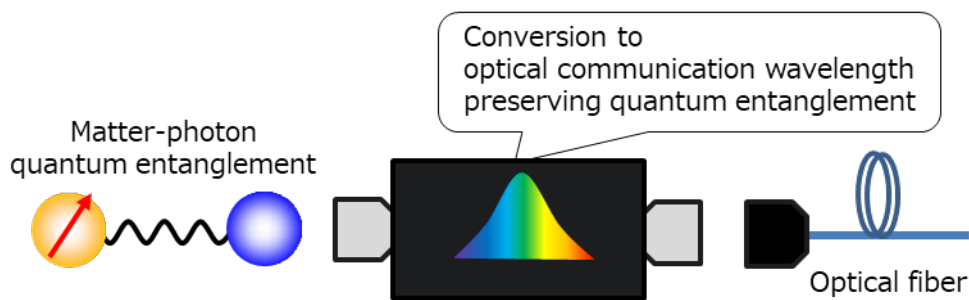 Conversion to
optical communication wavelength
preserving quantum entanglement
Matter-photon
quantum entanglement
Optical fiber